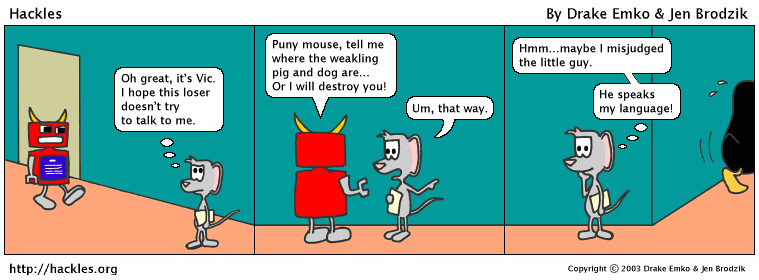 Hackles
By Drake Emko & Jen Brodzik
Oh great, it's Vic.
I hope this loser
doesn't try
to talk to me.
Puny mouse, tell me
where the weakling
pig and dog are...
Or I will destroy you!
Um, that way.
Hmm...maybe I misjudged
the little guy.
He speaks
my language!
http://hackles.org
Copyright © 2003 Drake Emko & Jen Brodzik